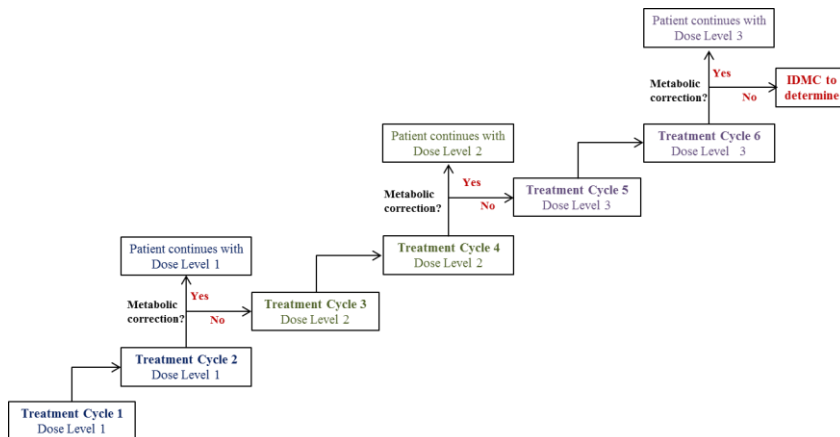 Patient continues with
Dose Level 3
Metabolic
correction?
Yes
No
IDMC to
determine
Treatment Cycle 6
Dose Level 3
Patient continues with
Dose Level 2
Metabolic
correction?
Yes
No
Treatment Cycle 5
Dose Level 3
Treatment Cycle 4
Dose Level 2
Patient continues with
Dose Level 1
Metabolic
correction?
Yes
No
Treatment Cycle 3
Dose Level 2
Treatment Cycle 2
Dose Level 1
Treatment Cycle 1
Dose Level 1